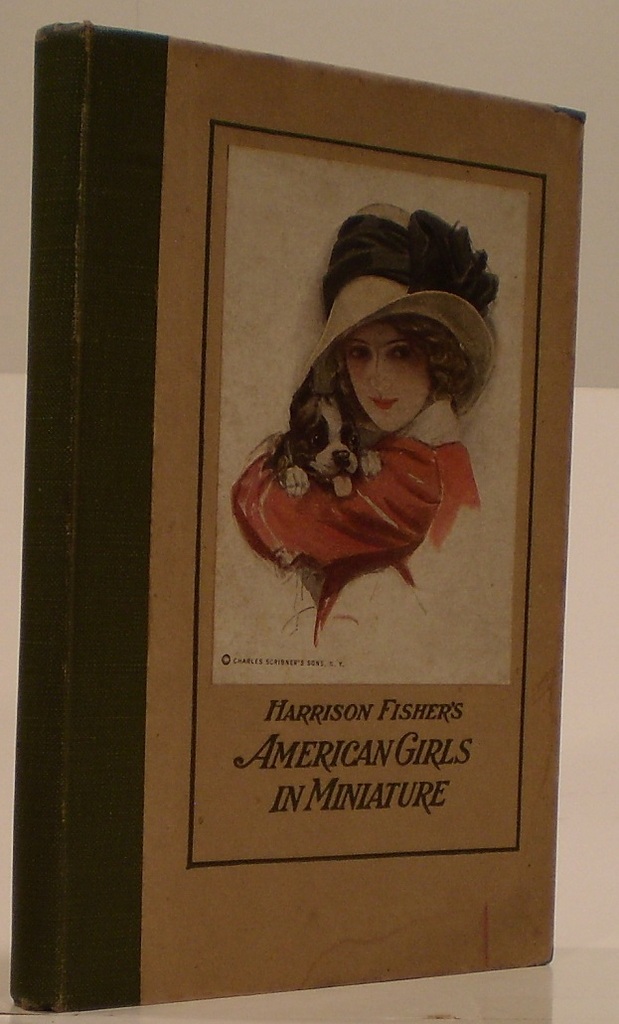 © CHARLES SCRIBNER'S SONS, N. Y.
HARRISON FISHER'S
AMERICAN GIRLS
IN MINIATURE